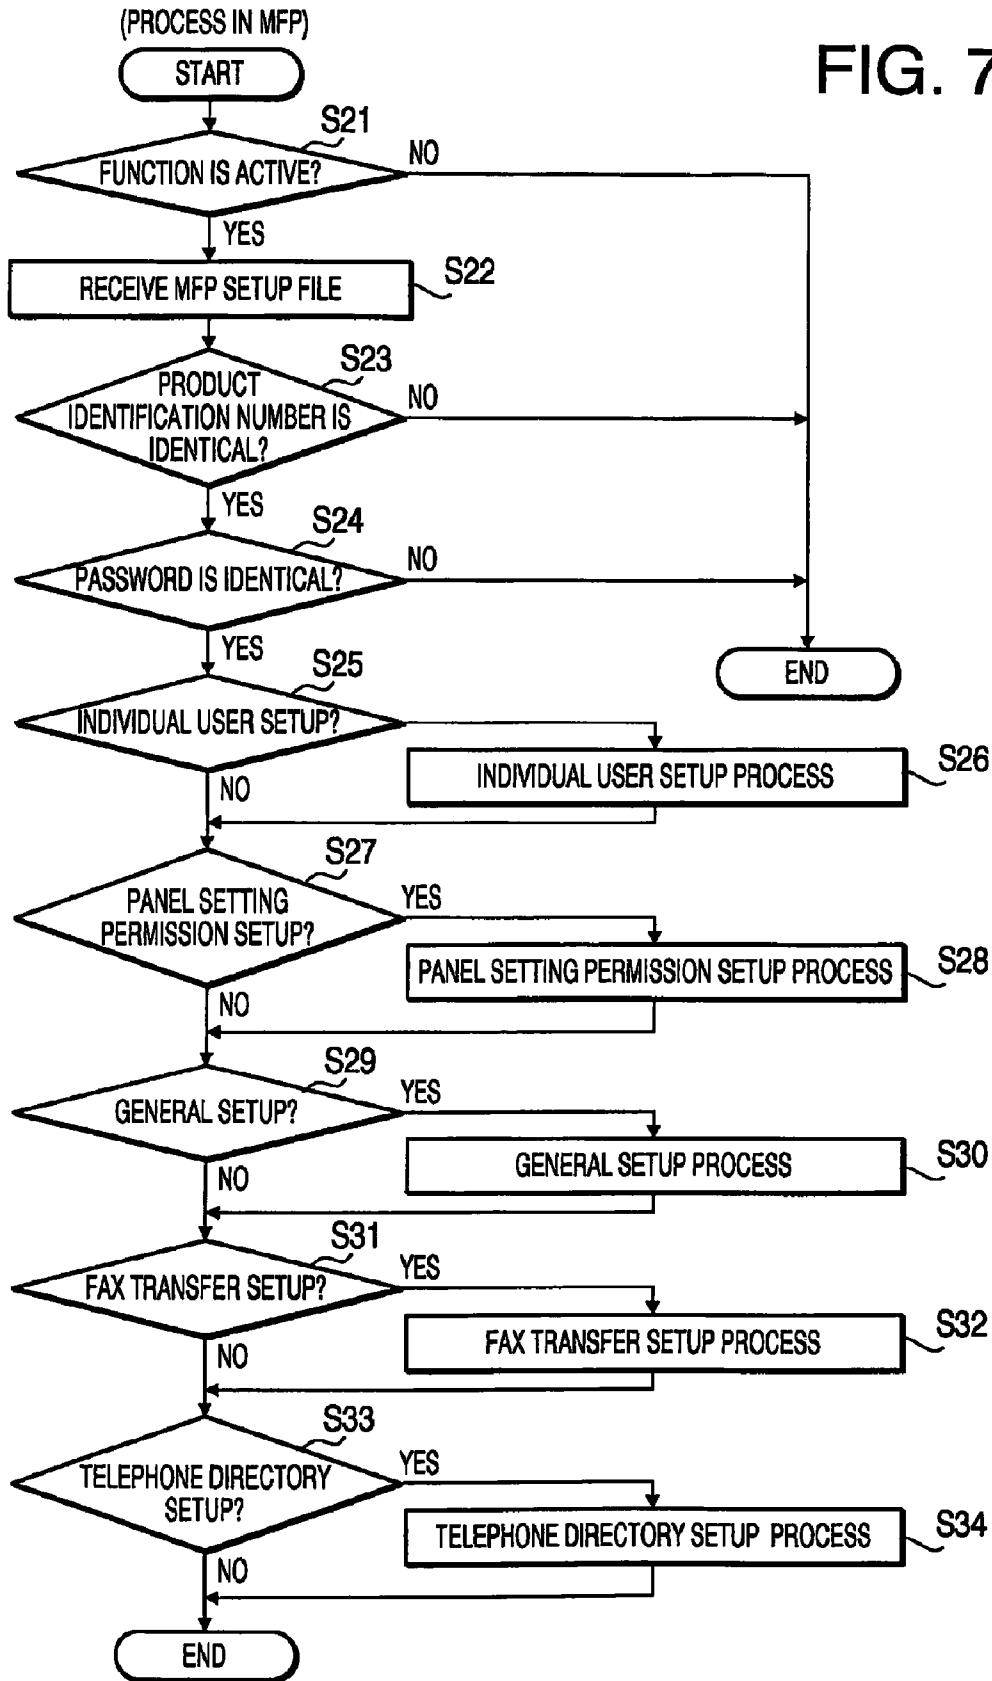 (PROCESS IN MFP)
FIG. 7
START
S21
FUNCTION IS ACTIVE?
NO
YES
S22
RECEIVE MFP SETUP FILE
S23
PRODUCT
IDENTIFICATION NUMBER IS
IDENTICAL?
NO
YES
S24
PASSWORD IS IDENTICAL?
NO
YES
END
S25
INDIVIDUAL USER SETUP?
S26
INDIVIDUAL USER SETUP PROCESS
NO
S27
PANEL SETTING
PERMISSION SETUP?
YES
S28
PANEL SETTING PERMISSION SETUP PROCESS
NO
S29
GENERAL SETUP?
YES
S30
GENERAL SETUP PROCESS
NO
S31
FAX TRANSFER SETUP?
YES
S32
FAX TRANSFER SETUP PROCESS
NO
S33
TELEPHONE DIRECTORY
SETUP?
YES
S34
TELEPHONE DIRECTORY SETUP PROCESS
NO
END